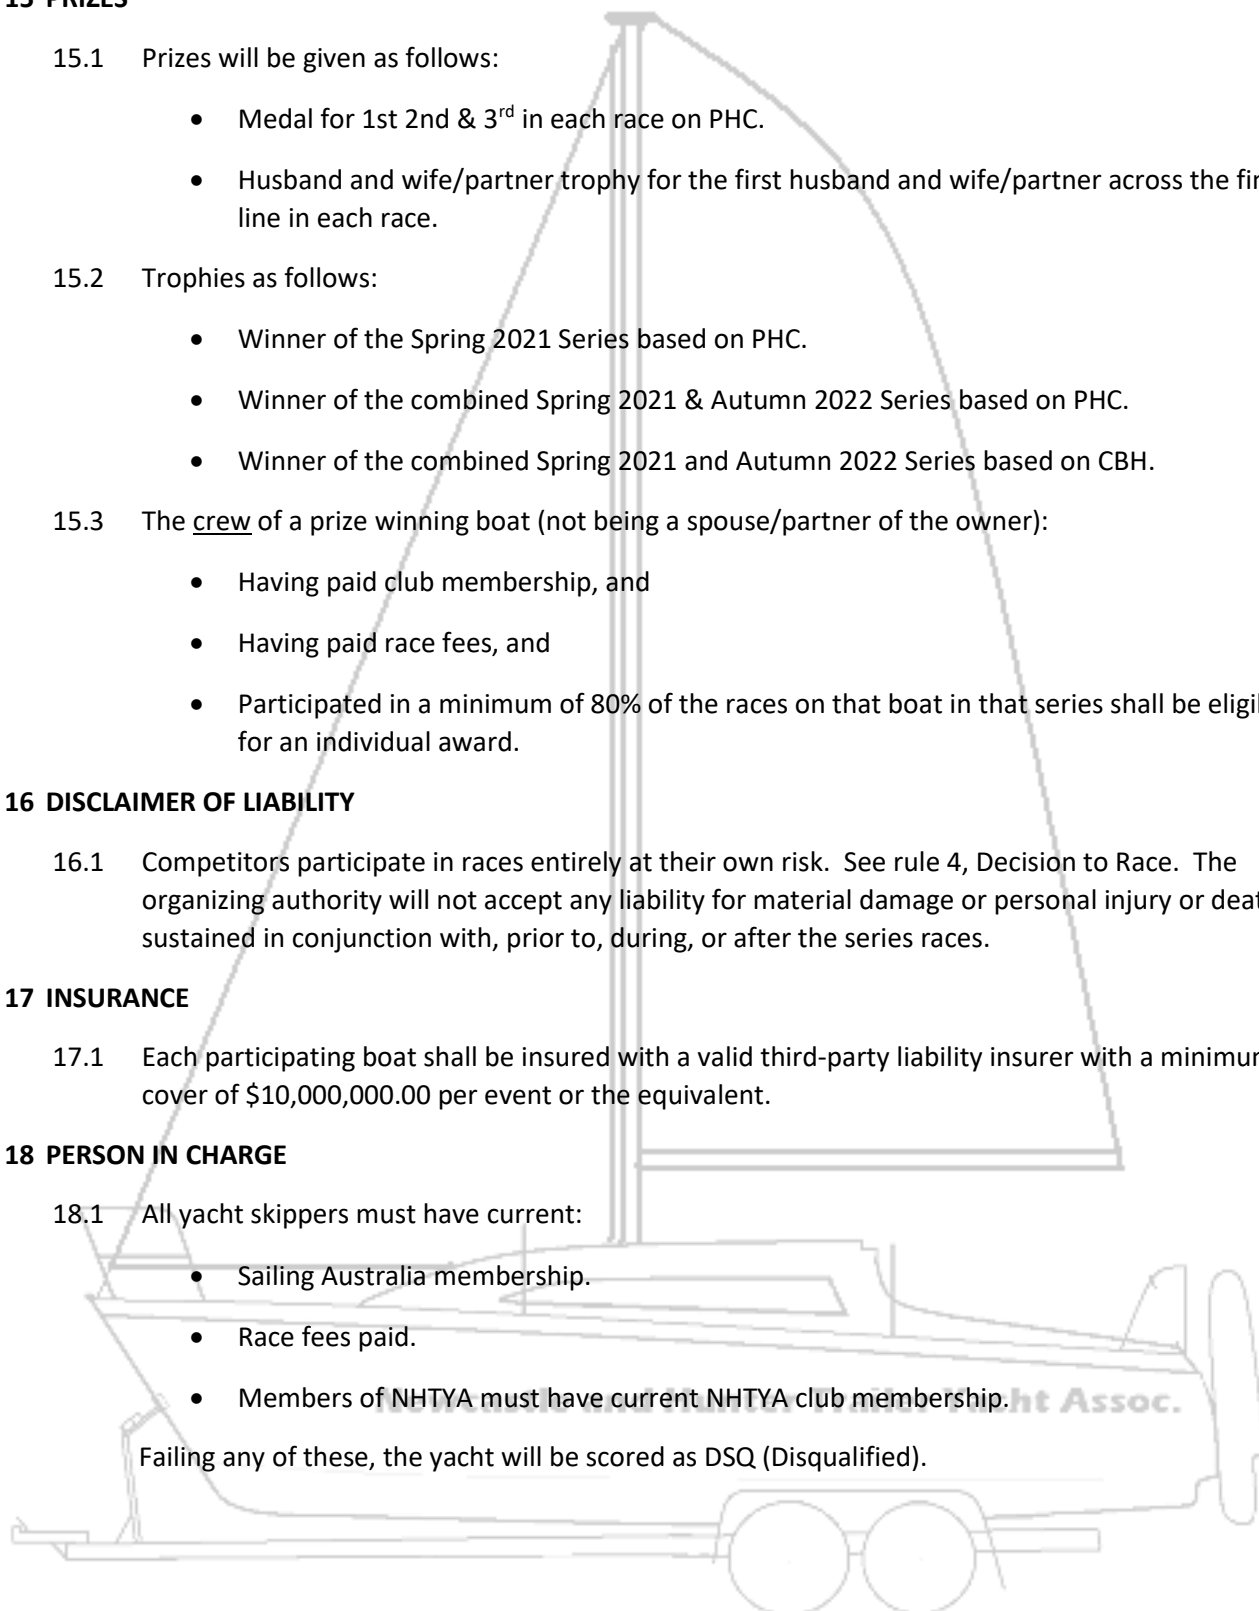 15 PRIZES
15.1 Prizes will be given as follows:
• Medal for 1st 2nd & 3rd in each race on PHC.
• Husband and wife/partner trophy for the first husband and wife/partner across the fin
line in each race.
15.2 Trophies as follows:
• Winner of the Spring 2021 Series based on PHC.
• Winner of the combined Spring 2021 & Autumn 2022 Series based on PHC.
• Winner of the combined Spring 2021 and Autumn 2022 Series based on CBH.
15.3 The crew of a prize winning boat (not being a spouse/partner of the owner):
• Having paid club membership, and
• Having paid race fees, and
• Participated in a minimum of 80% of the races on that boat in that series shall be eligi
for an individual award.
16 DISCLAIMER OF LIABILITY
16.1 Competitors participate in races entirely at their own risk. See rule 4, Decision to Race. The
organizing authority will not accept any liability for material damage or personal injury or deat
sustained in conjunction with, prior to, during, or after the series races.
17 INSURANCE
17.1 Each participating boat shall be insured with a valid third-party liability insurer with a minimum
cover of $10,000,000.00 per event or the equivalent.
18 PERSON IN CHARGE
18.1 All yacht skippers must have current:
• Sailing Australia membership.
• Race fees paid.
• Members of NHTYA must have current NHTYA club membership.
Newcastle and Hunter Trailer Yacht Assoc.
Failing any of these, the yacht will be scored as DSQ (Disqualified).